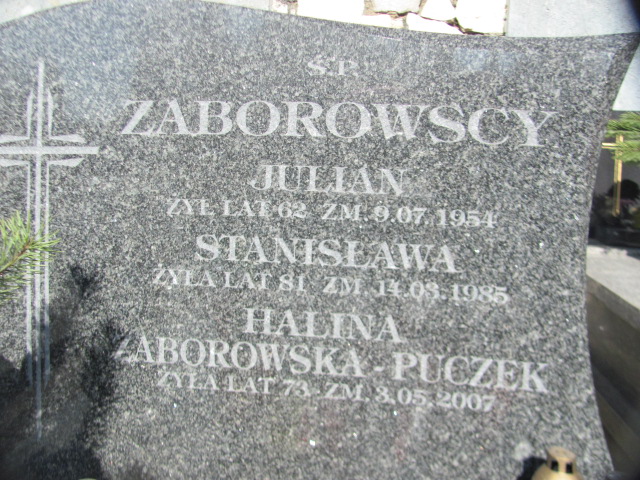 Ś.P.
ZABOROWSCY
JULIAN
ŻYŁ LAT 62 ZM. 9.07.1954
STANISŁAWA
ŻYŁA LAT 81 ZM. 14.03.1985
HALINA
ZABOROWSKA-PUCZEK
ŻYŁA LAT 73 - ZM. 3.05.2007